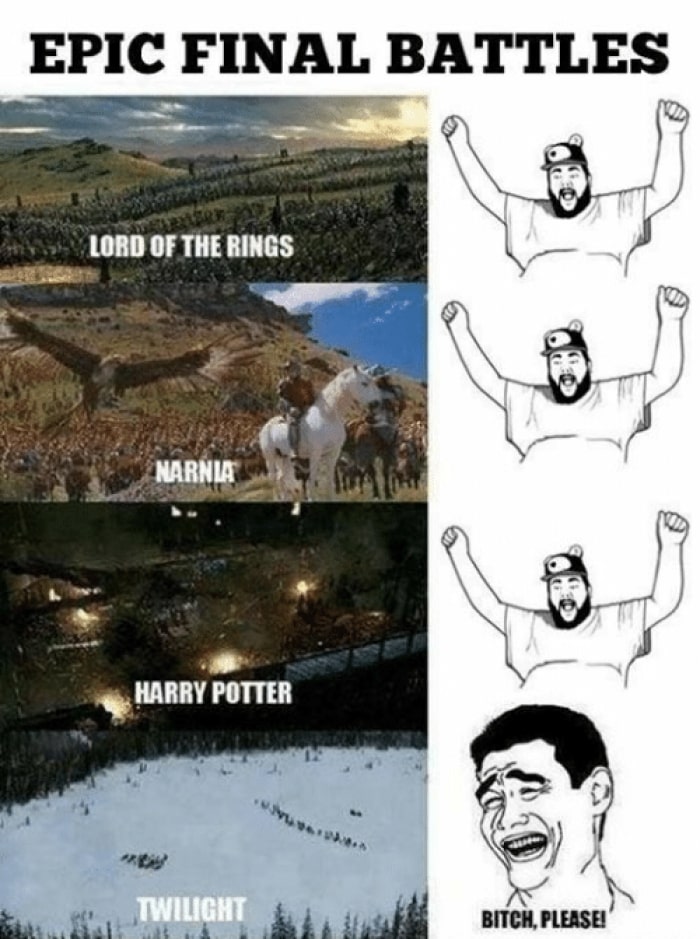 EPIC FINAL BATTLES
LORD OF THE RINGS
NARNIA
HARRY POTTER
TWILIGHT
BITCH, PLEASE!